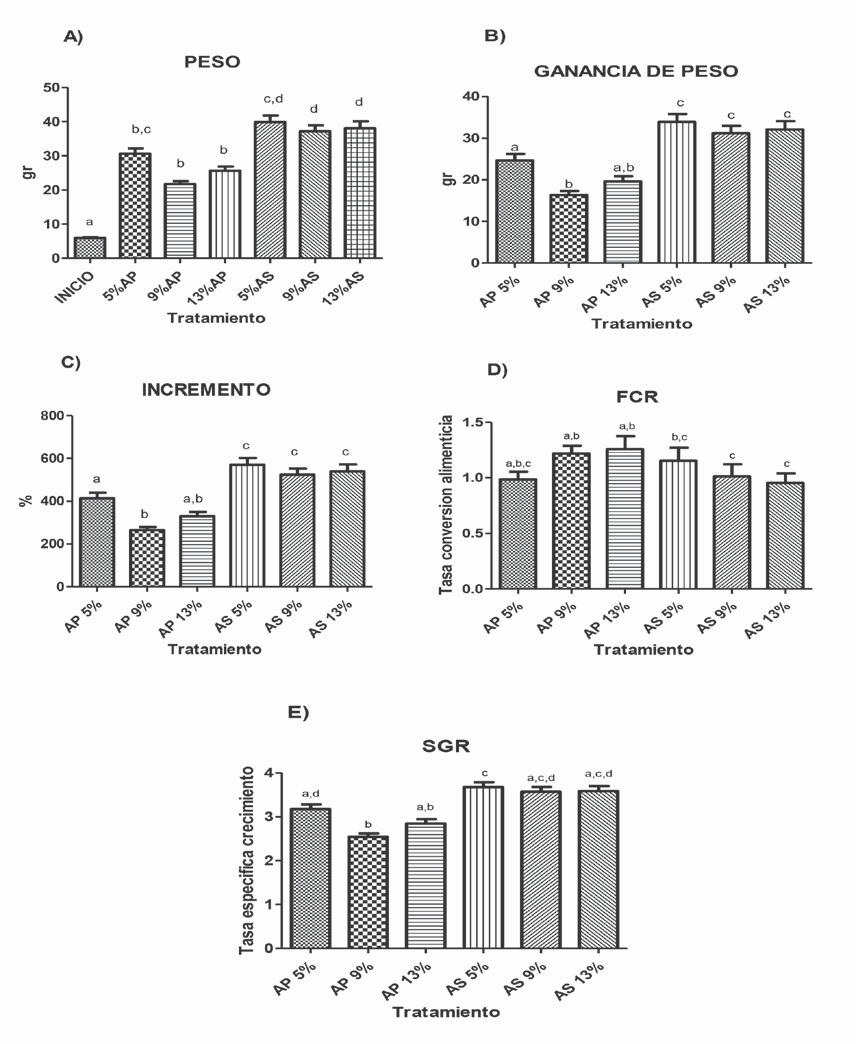 A)
PESO
50
40
30
20
10
0
gr
a
b,c
b
b
c,d
d
d
INICIO
5%AP
9%AP
13%AP
5%AS
9%AS
13%AS
Tratamiento
B)
GANANCIA DE PESO
40
30
20
10
0
gr
a
b
a,b
c
c
c
AP 5%
AP 9%
AP 13%
AS 5%
AS 9%
AS 13%
Tratamiento
C)
INCREMENTO
800
600
400
200
0
%
a
b
a,b
c
c
c
AP 5%
AP 9%
AP 13%
AS 5%
AS 9%
AS 13%
Tratamiento
D)
FCR
1.5
1.0
0.5
0.0
Tasa conversion alimenticia
a,b,c
a,b
a,b
b,c
c
c
AP 5%
AP 9%
AP 13%
AS 5%
AS 9%
AS 13%
Tratamiento
E)
SGR
4
3
2
1
0
Tasa especifica crecimiento
a,d
b
a,b
c
a,c,d
a,c,d
AP 5%
AP 9%
AP 13%
AS 5%
AS 9%
AS 13%
Tratamiento